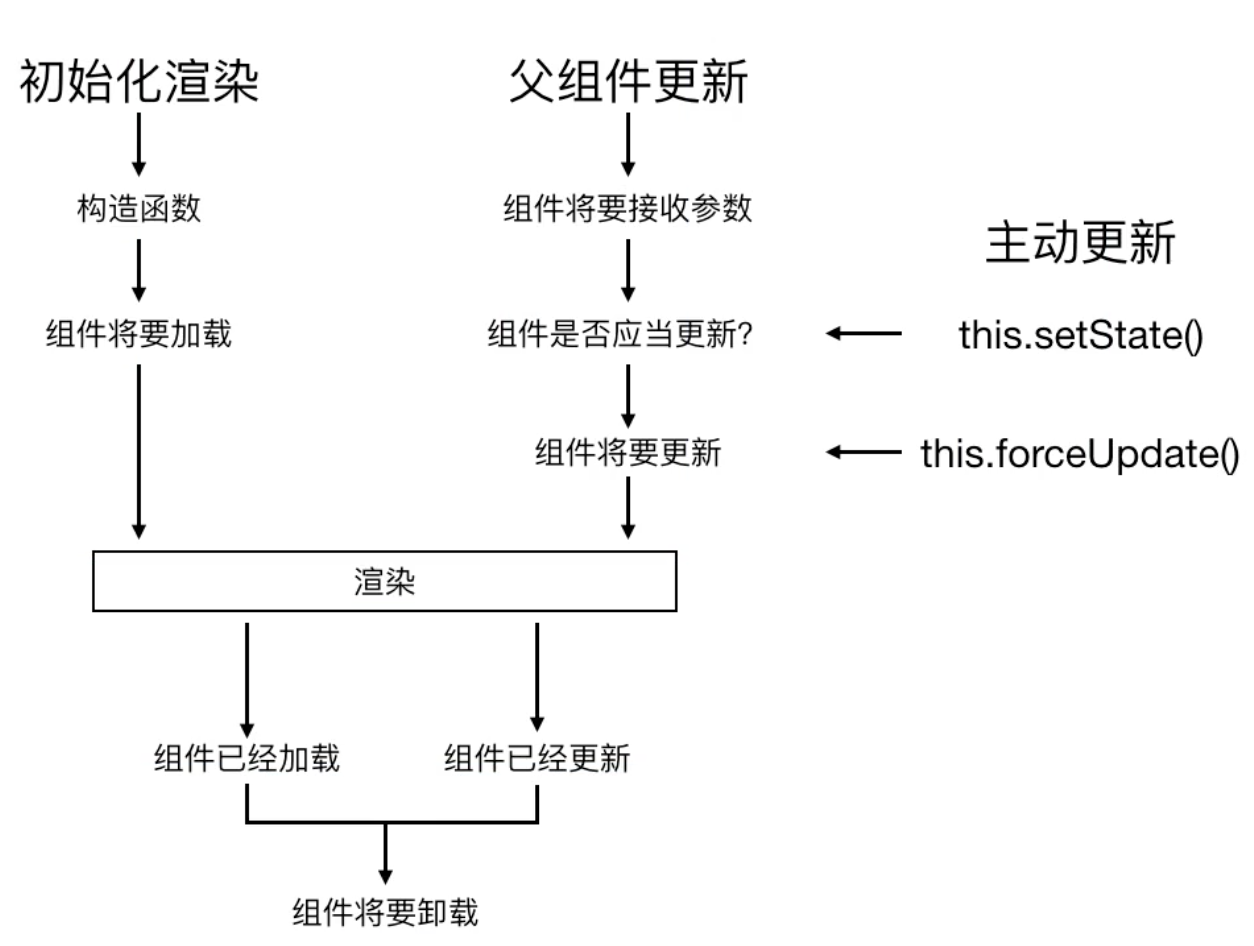 初始化渲染
父组件更新
构造函数
组件将要接收参数
主动更新
组件将要加载
组件是否应当更新?
this.setState()
组件将要更新
this.forceUpdate()
渲染
组件已经加载
组件已经更新
组件将要卸载